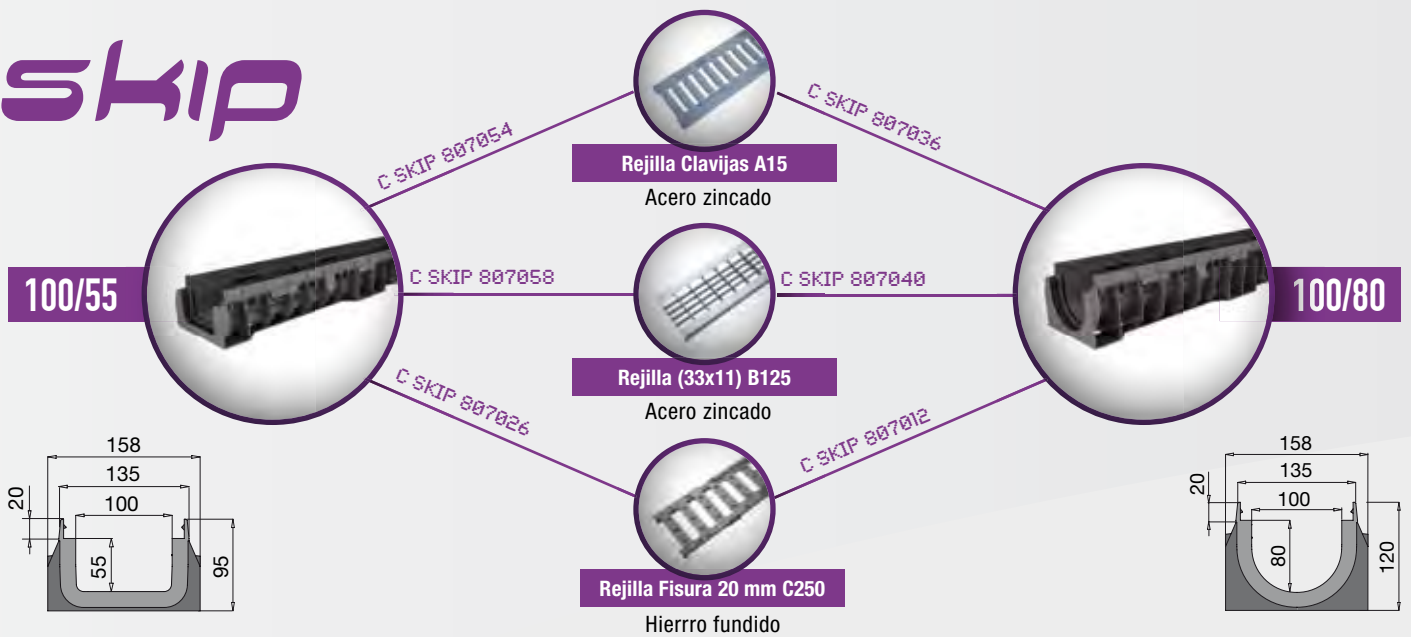 skip
C SKIP 807054
C SKIP 807036
Rejilla Clavijas A15
Acero zincado
100/55
C SKIP 807058
C SKIP 807040
100/80
Rejilla (33x11) B125
Acero zincado
C SKIP 807026
C SKIP 807012
Rejilla Fisura 20 mm C250
Hierrro fundido
158
135
100
20
55
95
158
135
100
20
80
120